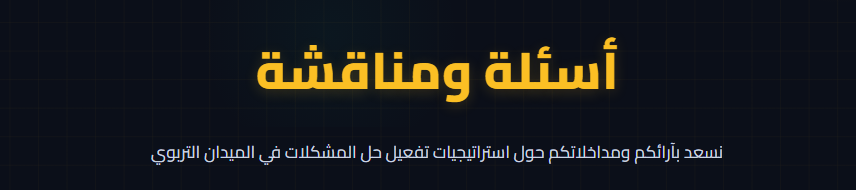 أسئلة ومناقشة
نسعد بآرائكم ومداخلاتكم حول استراتيجيات تفعيل حل المشكلات في الميدان التربوي